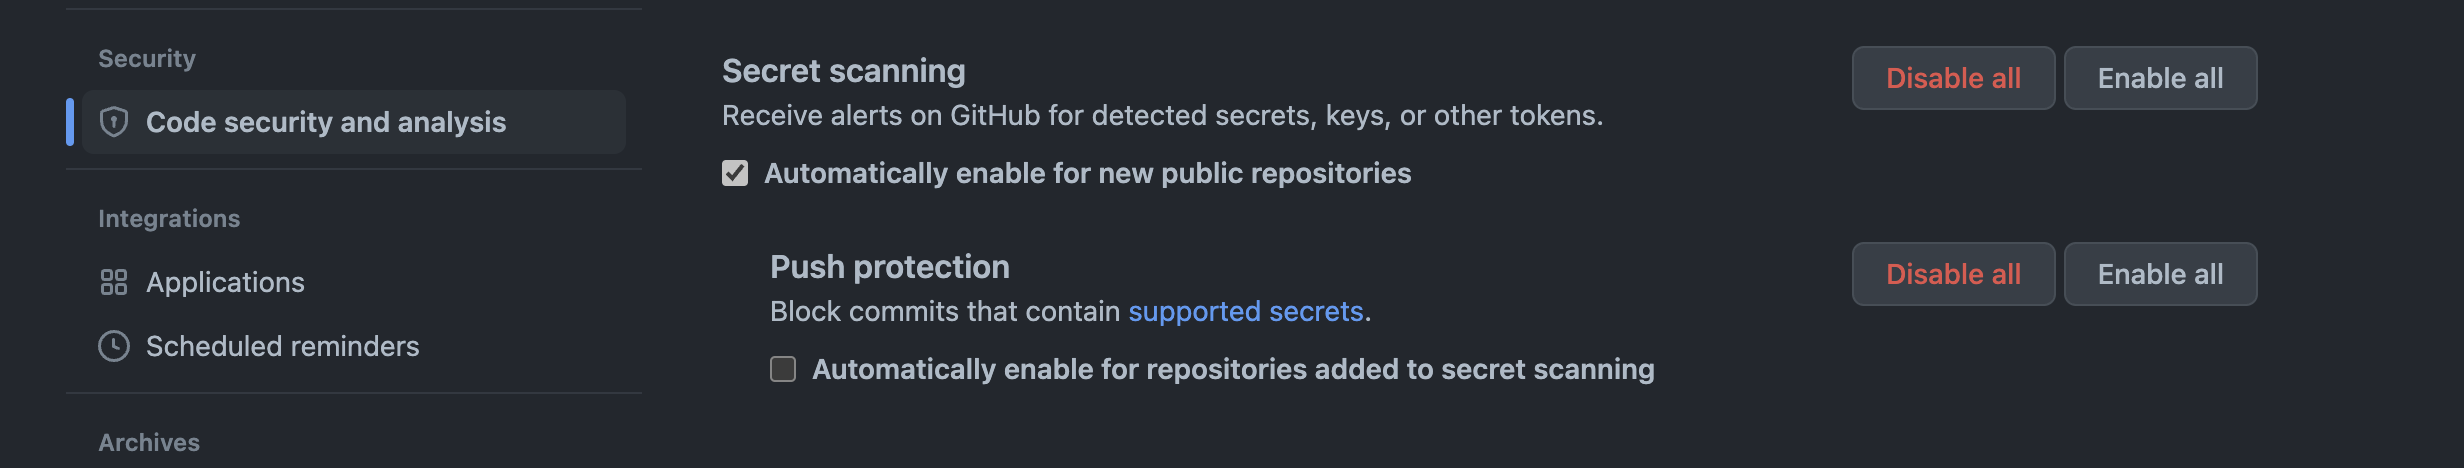 Security
Code security and analysis
Integrations
Applications
Scheduled reminders
Archives
Secret scanning
Disable all
Enable all
Receive alerts on GitHub for detected secrets, keys, or other tokens.
Automatically enable for new public repositories
Push protection
Disable all
Enable all
Block commits that contain supported secrets.
Automatically enable for repositories added to secret scanning